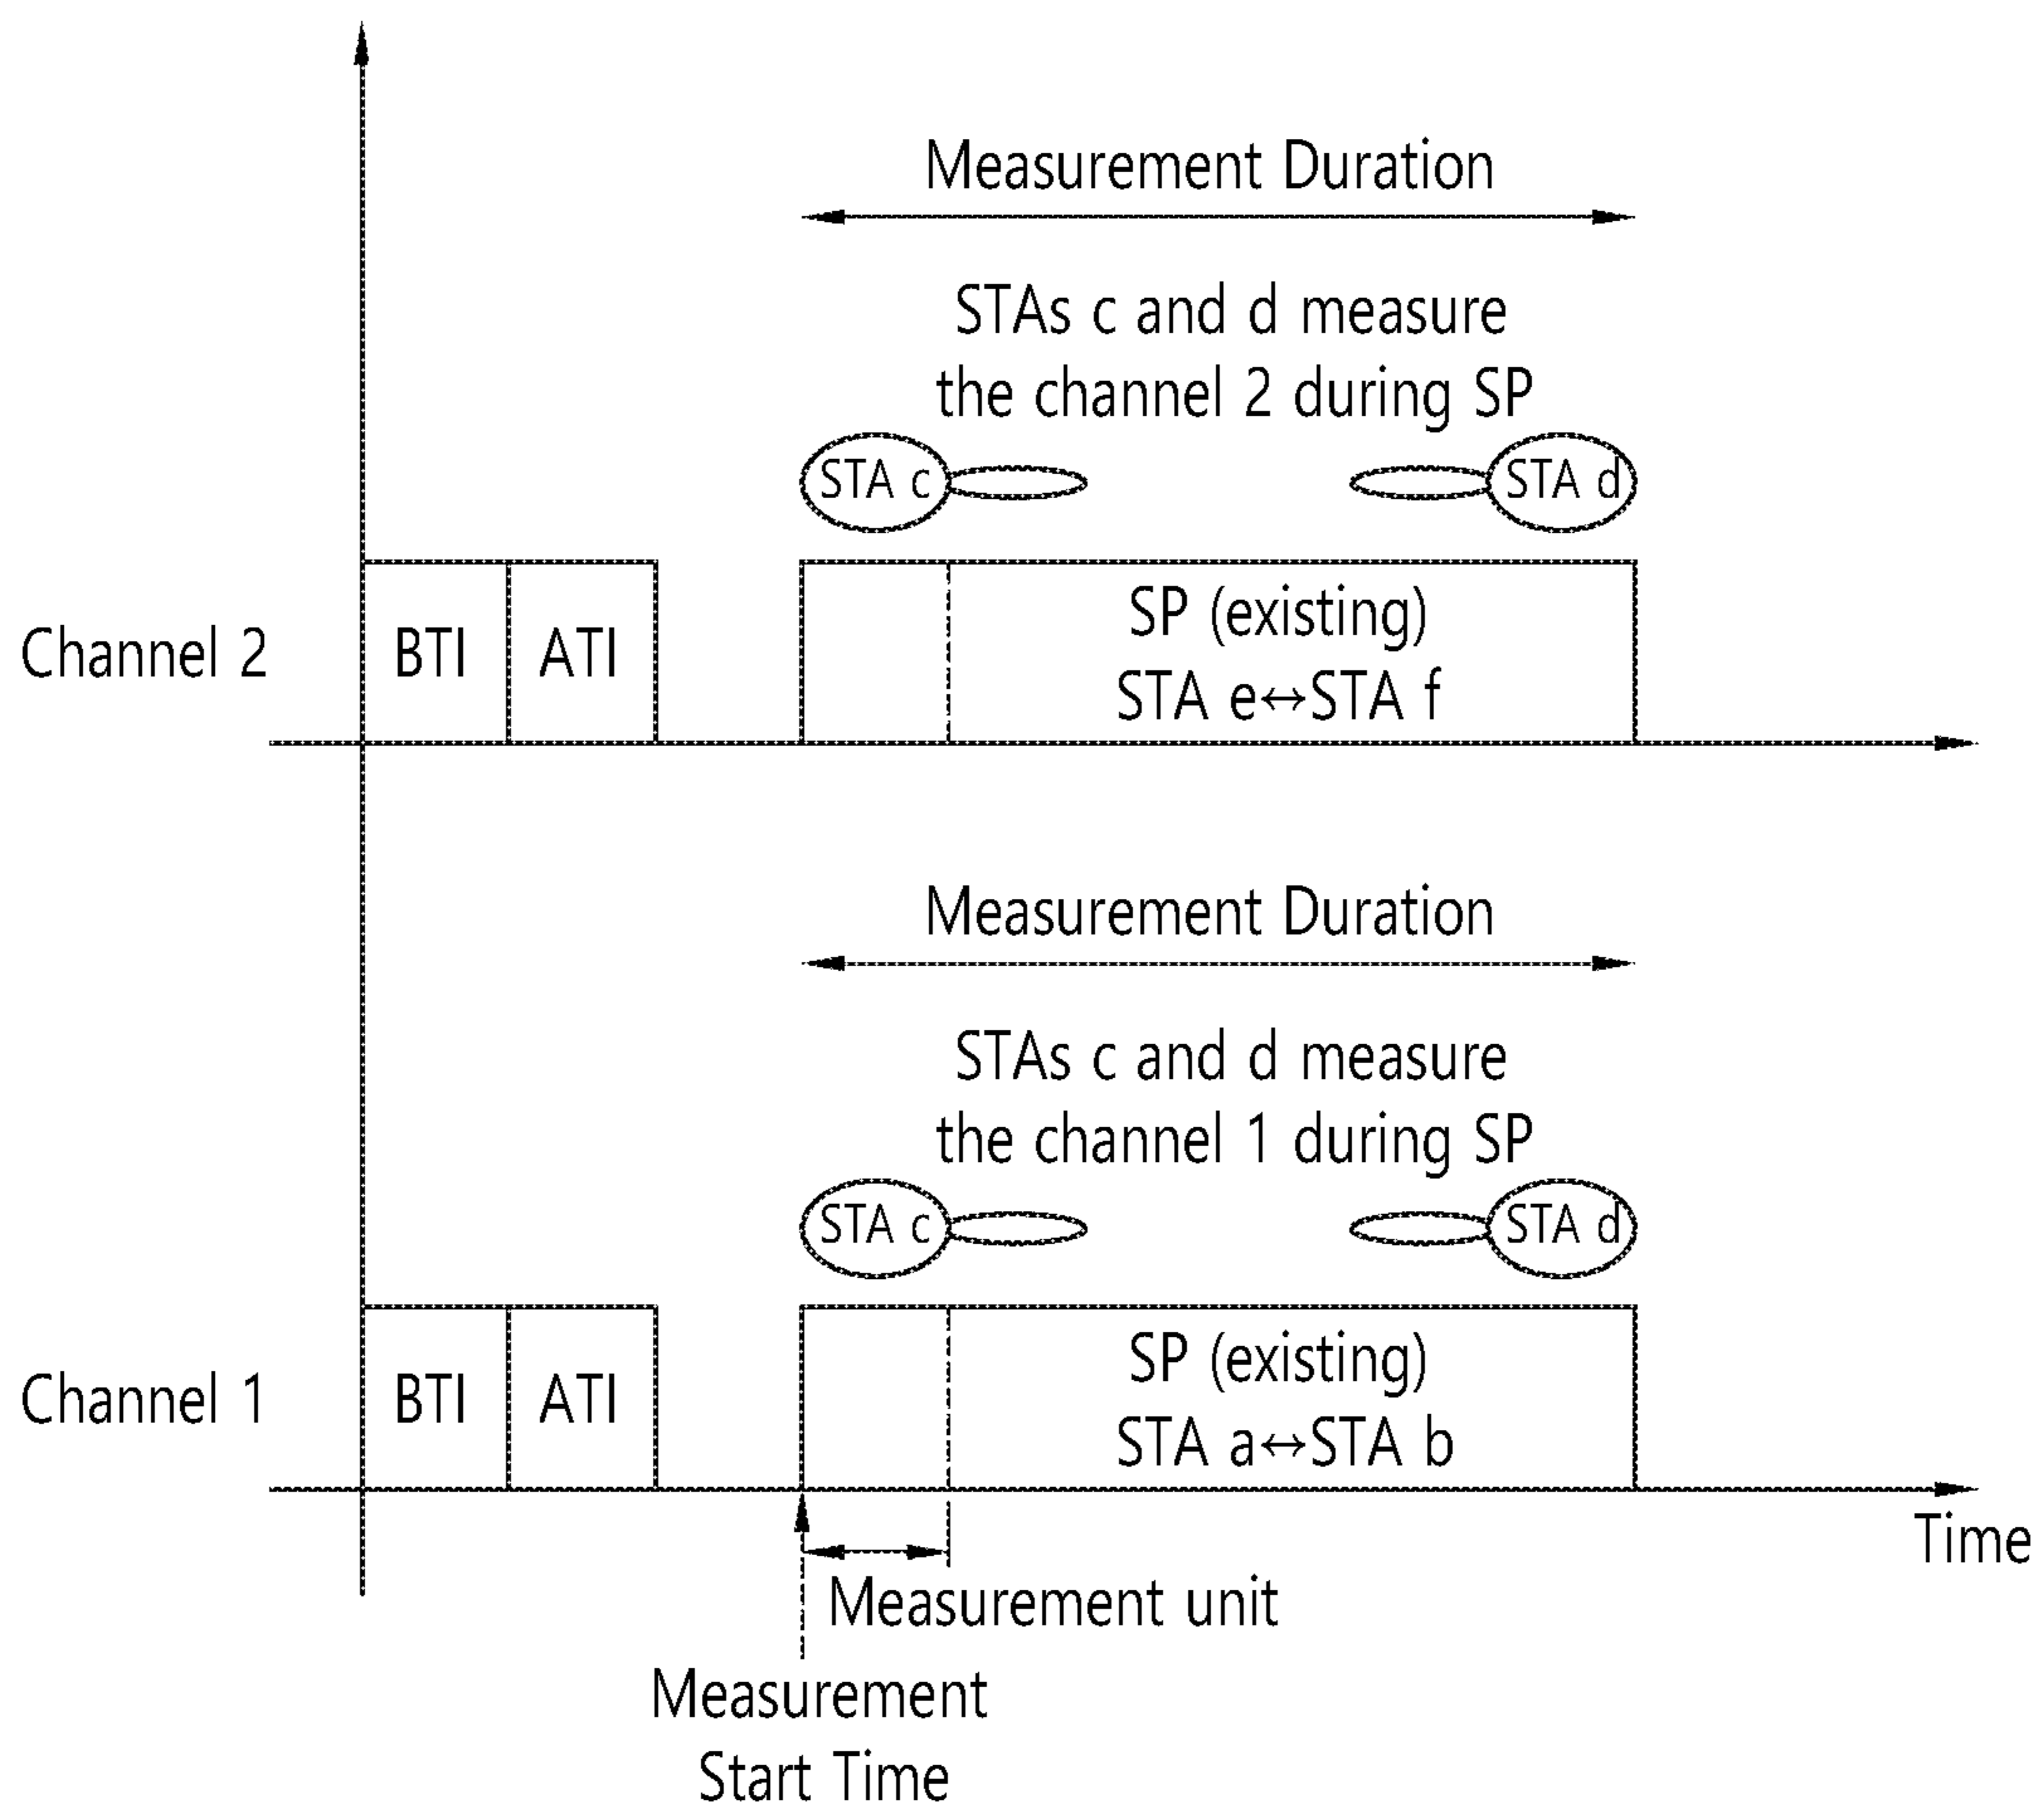 Measurement Duration
STAs c and d measure
the channel 2 during SP
STA c
STA d
Channel 2
BTI
ATI
SP (existing)
STA e↔STA f
Measurement Duration
STAs c and d measure
the channel 1 during SP
STA c
STA d
Channel 1
BTI
ATI
SP (existing)
STA a↔STA b
Time
Measurement unit
Measurement
Start Time